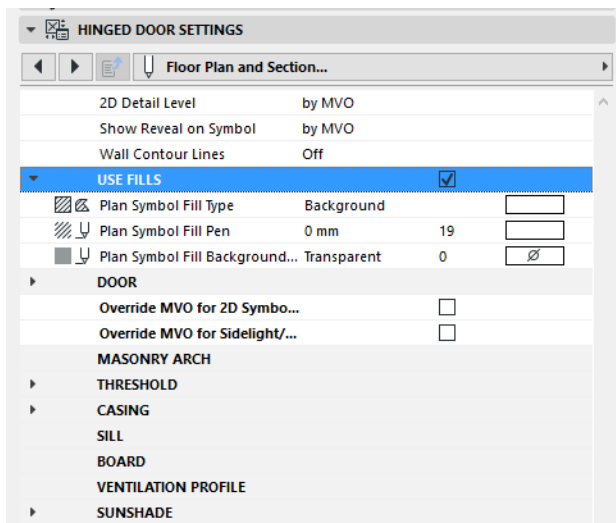 HINGED DOOR SETTINGS
Floor Plan and Section...
2D Detail Level by MVO
Show Reveal on Symbol by MVO
Wall Contour Lines Off
USE FILLS
Plan Symbol Fill Type Background
Plan Symbol Fill Pen 0 mm 19
Plan Symbol Fill Background... Transparent 0
DOOR
Override MVO for 2D Symbo...
Override MVO for Sidelight/...
MASONRY ARCH
THRESHOLD
CASING
SILL
BOARD
VENTILATION PROFILE
SUNSHADE